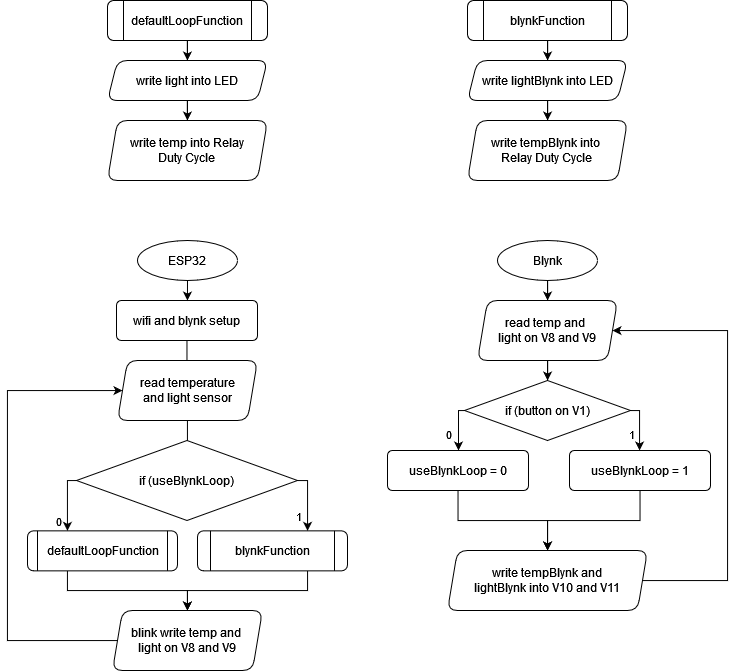 defaultLoopFunction
write light into LED
write temp into Relay
Duty Cycle
blynkFunction
write lightBlynk into LED
write tempBlynk into
Relay Duty Cycle
ESP32
wifi and blynk setup
read temperature
and light sensor
if (useBlynkLoop)
0
1
defaultLoopFunction
blynkFunction
blink write temp and
light on V8 and V9
Blynk
read temp and
light on V8 and V9
if (button on V1)
0
1
useBlynkLoop = 0
useBlynkLoop = 1
write tempBlynk and
lightBlynk into V10 and V11